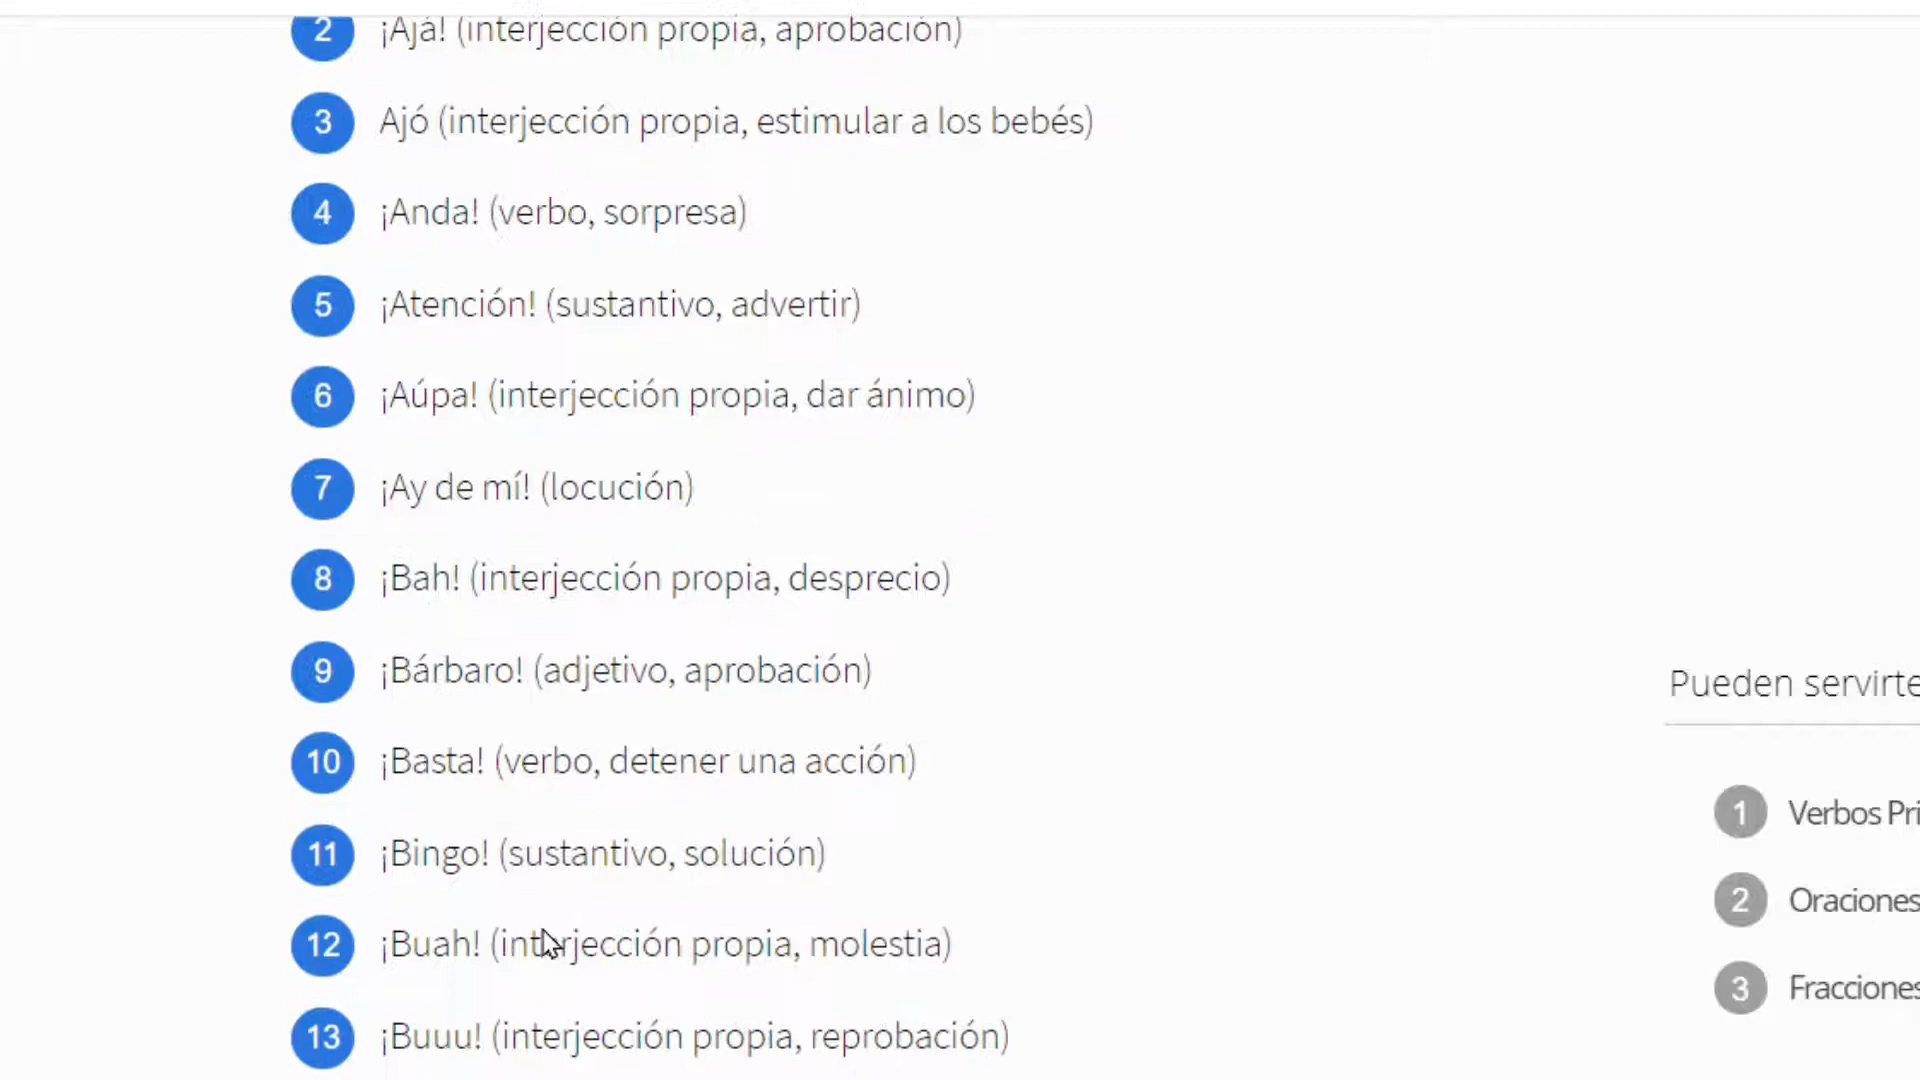 2 ¡Ajá! (interjección propia, aprobación)
3 Ajó (interjección propia, estimular a los bebés)
4 ¡Anda! (verbo, sorpresa)
5 ¡Atención! (sustantivo, advertir)
6 ¡Aúpa! (interjección propia, dar ánimo)
7 ¡Ay de mí! (locución)
8 ¡Bah! (interjección propia, desprecio)
9 ¡Bárbaro! (adjetivo, aprobación)
10 ¡Basta! (verbo, detener una acción)
11 ¡Bingo! (sustantivo, solución)
12 ¡Buah! (interjección propia, molestia)
13 ¡Buuu! (interjección propia, reprobación)
Pueden servirte
1 Verbos Pri
2 Oraciones
3 Fracciones